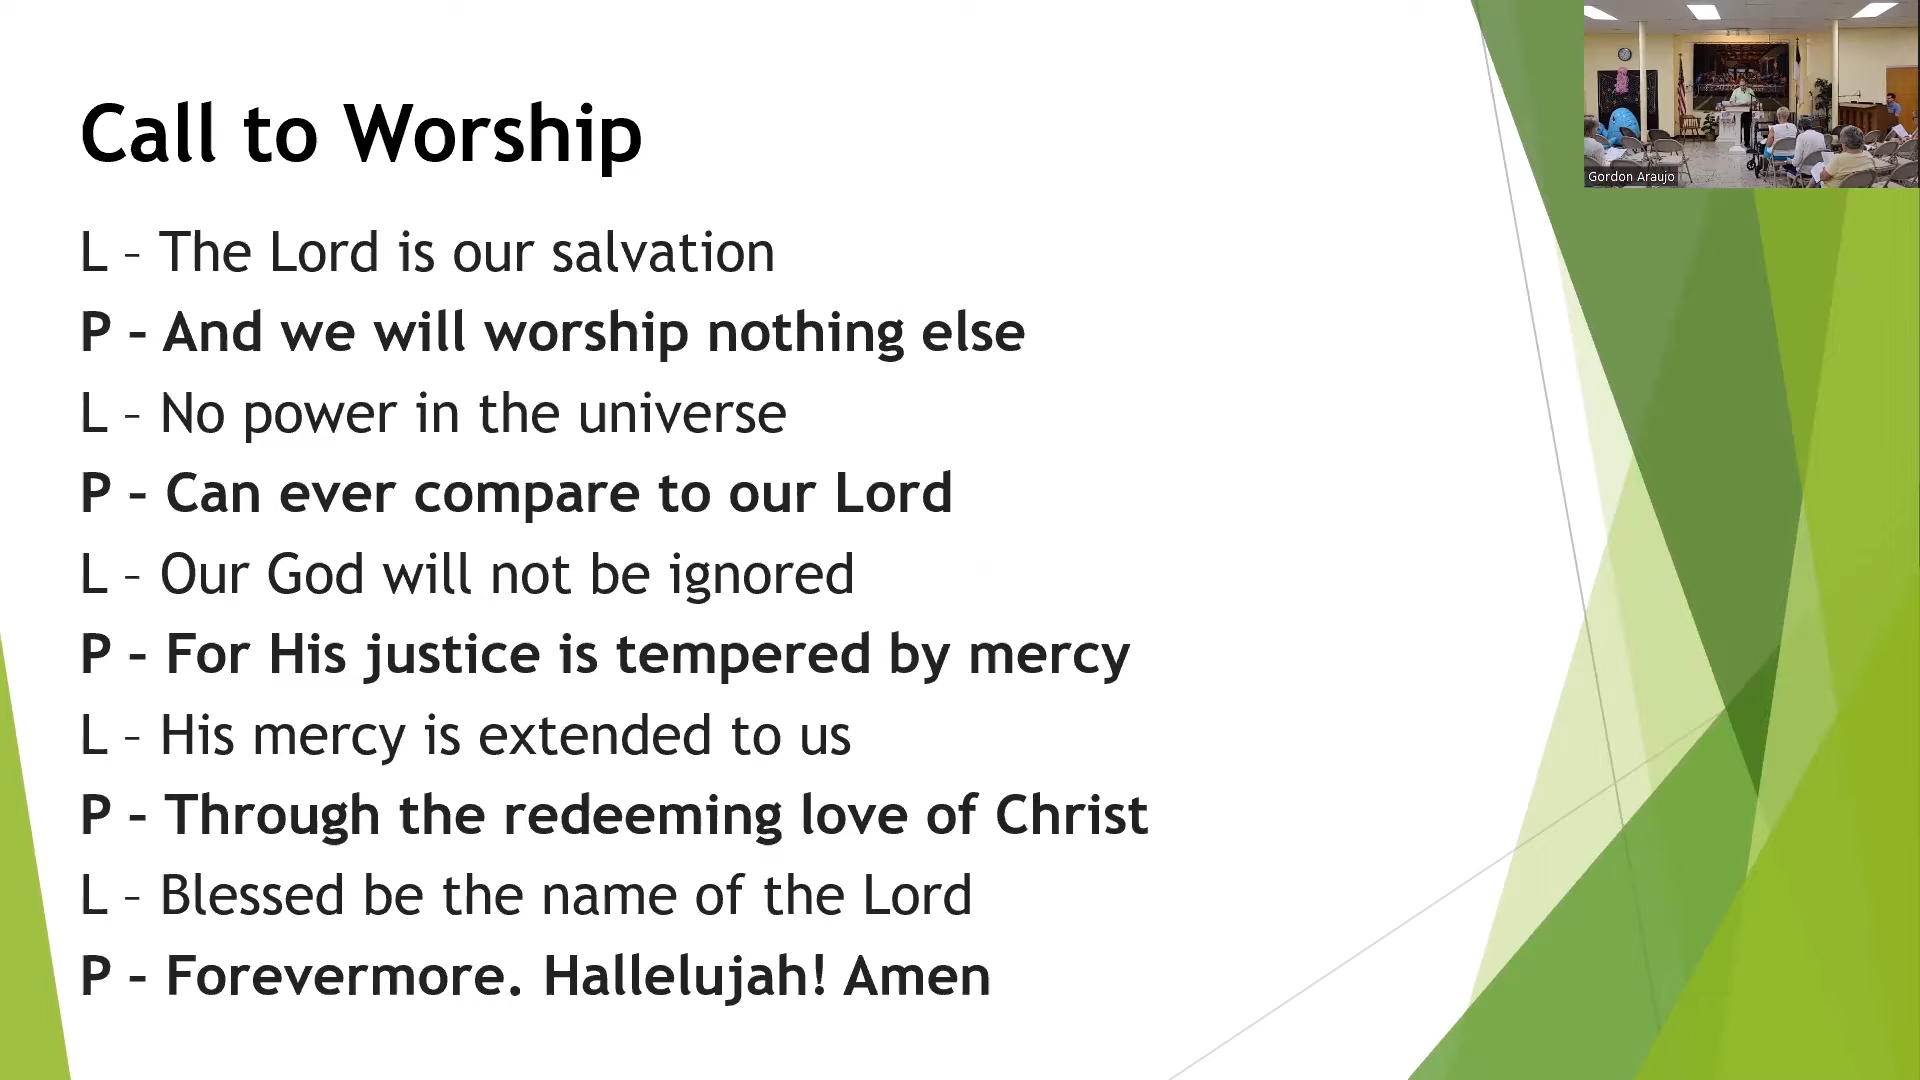 Call to Worship
L – The Lord is our salvation
P – And we will worship nothing else
L – No power in the universe
P – Can ever compare to our Lord
L – Our God will not be ignored
P – For His justice is tempered by mercy
L – His mercy is extended to us
P – Through the redeeming love of Christ
L – Blessed be the name of the Lord
P – Forevermore. Hallelujah! Amen
Gordon Araujo